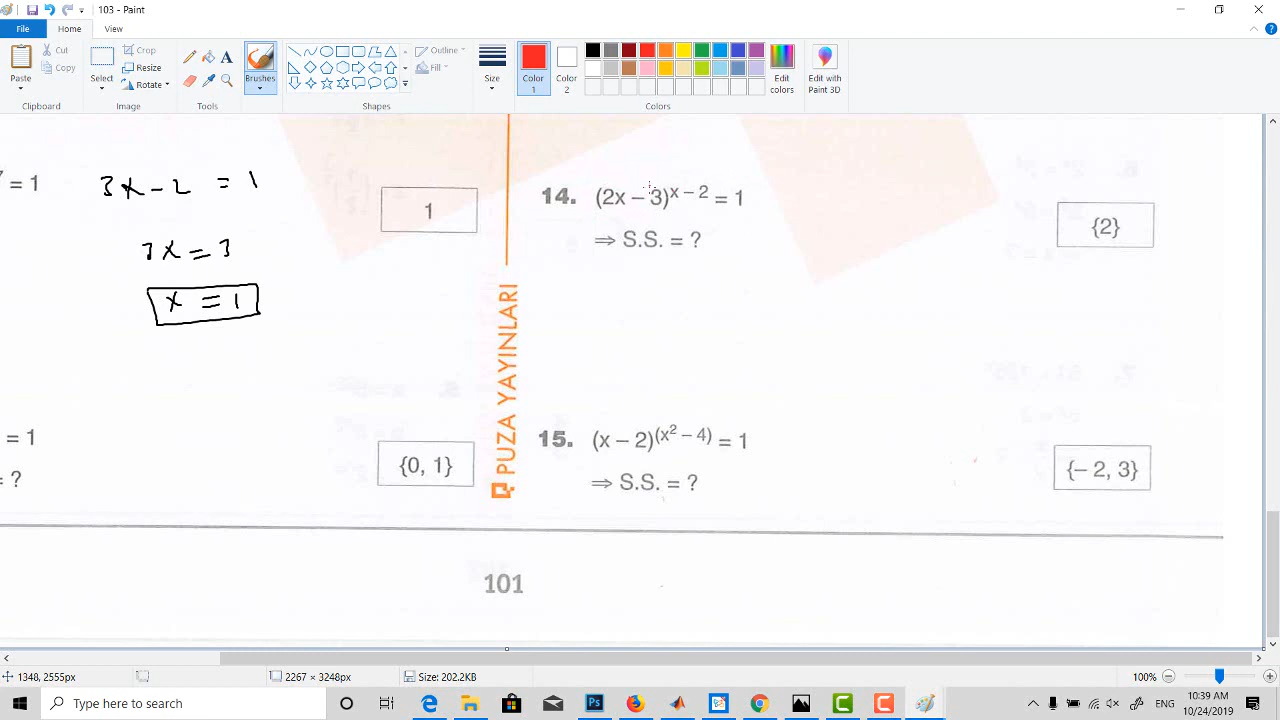 103 - Paint
File Home View
Paste
Cut
Copy
Clipboard
Select
Crop
Resize
Rotate
Image
Tools
Brushes
Shapes
Outline
Fill
Size
Color 1
Color 2
Edit colors
Colors
Edit with Paint 3D
= 1
3x - 2 = 1
3x = 3
x = 1
1
= 1
= ?
{0, 1}
PUZA YAYINLARI
14. (2x – 3)^(x – 2) = 1
⇒ S.S. = ?
{2}
15. (x – 2)^(x² – 4) = 1
⇒ S.S. = ?
{– 2, 3}
101
1348, 2555px
2267 × 3248px
Size: 202.2KB
100%
Type here to search
ENG
10:39 AM
10/24/2019